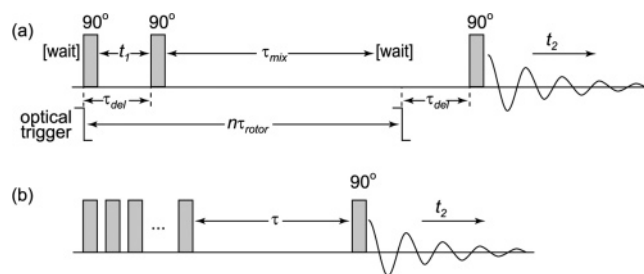 (a)
90° 90° 90°
[wait] t₁ τmix [wait] t₂
τdel τdel
optical trigger nτrotor
(b)
90°
... τ t₂